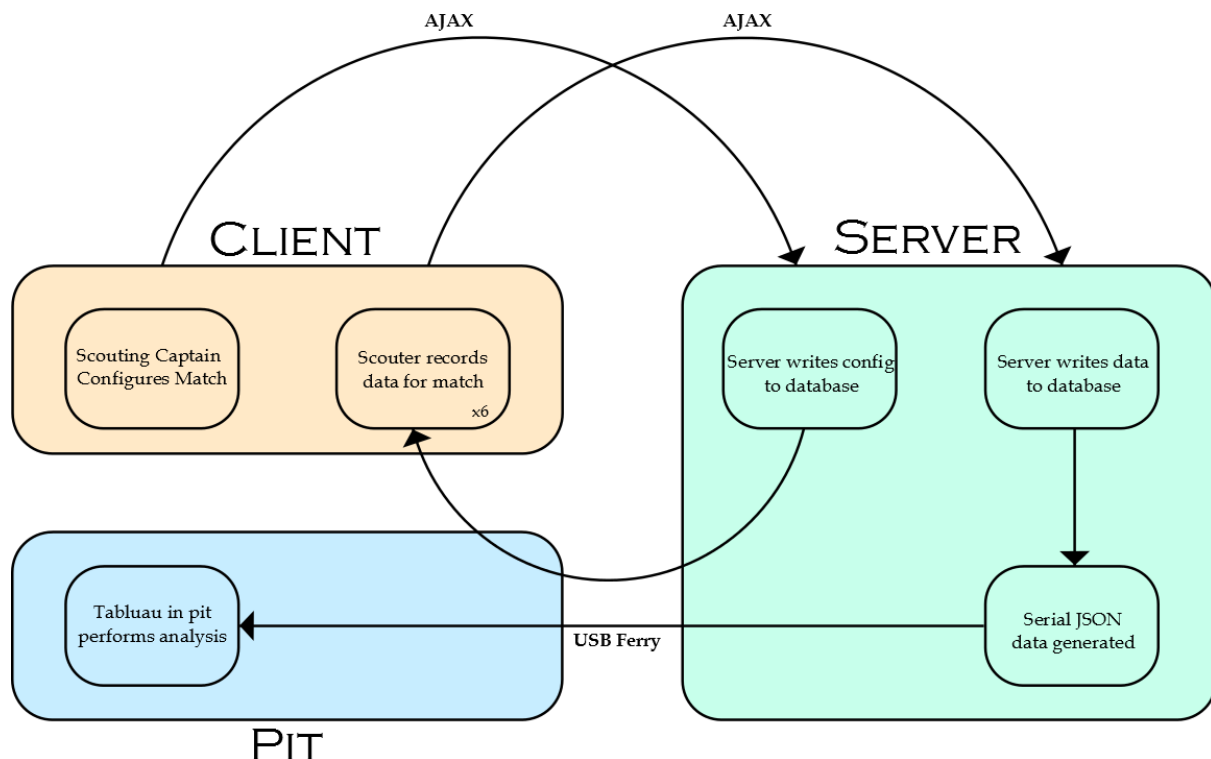 AJAX
AJAX
CLIENT
SERVER
Scouting Captain
Configures Match
Scouter records
data for match
x6
Server writes config
to database
Server writes data
to database
Tabluau in pit
performs analysis
USB Ferry
Serial JSON
data generated
PIT